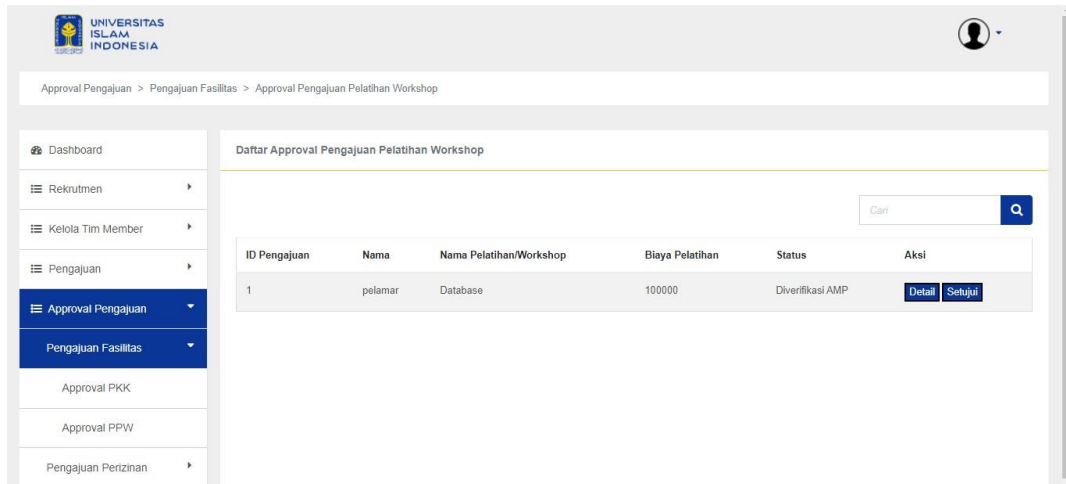 UNIVERSITAS
ISLAM
INDONESIA
Approval Pengajuan > Pengajuan Fasilitas > Approval Pengajuan Pelatihan Workshop
Dashboard
Rekrutmen
Kelola Tim Member
Pengajuan
Approval Pengajuan
Pengajuan Fasilitas
Approval PKK
Approval PPW
Pengajuan Perizinan
Daftar Approval Pengajuan Pelatihan Workshop
Cari
ID Pengajuan Nama Nama Pelatihan/Workshop Biaya Pelatihan Status Aksi
1 pelamar Database 100000 Diverifikasi AMP Detail Setujui